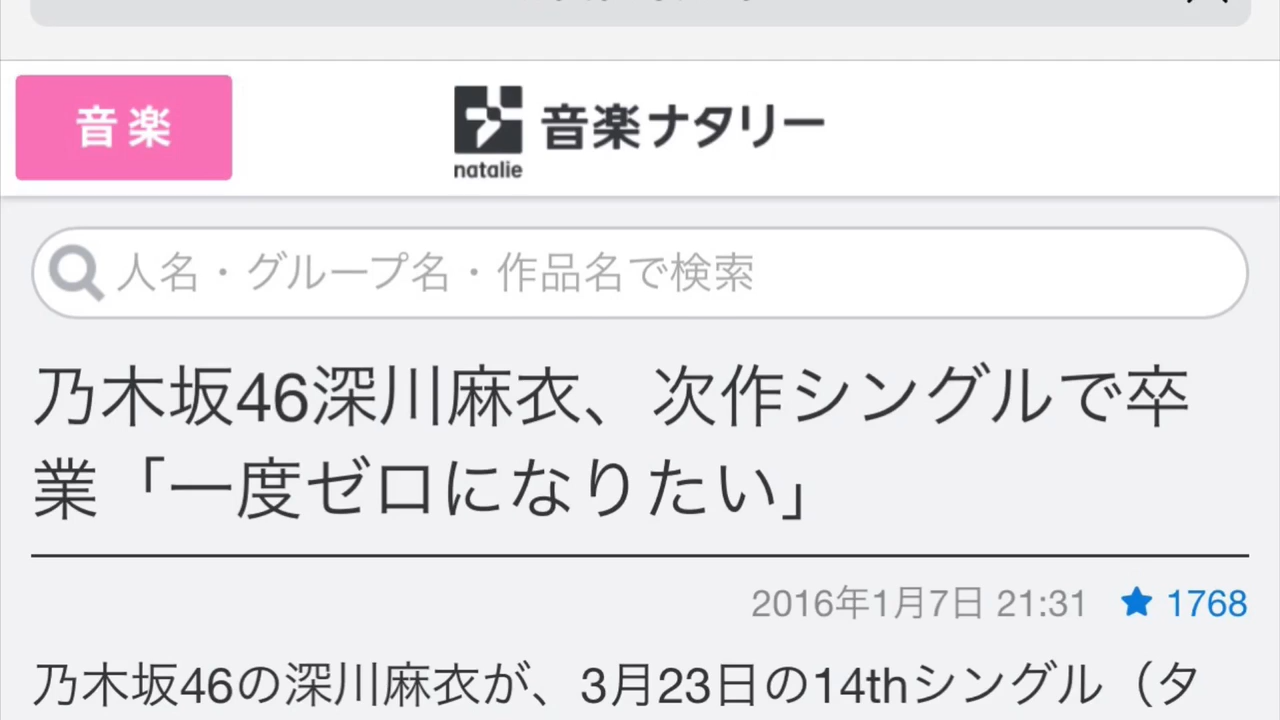 音楽
音楽ナタリー
natalie
人名・グループ名・作品名で検索
乃木坂46深川麻衣、次作シングルで卒
業「一度ゼロになりたい」
2016年1月7日 21:31 ★ 1768
乃木坂46の深川麻衣が、3月23日の14thシングル（タ